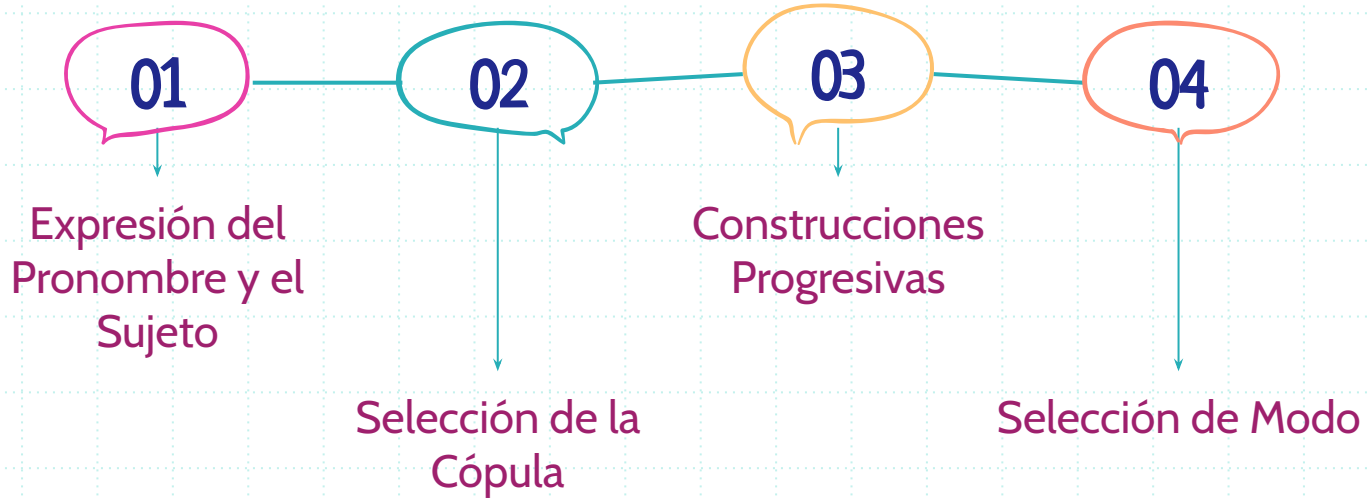 01
02
03
04
Expresión del
Pronombre y el
Sujeto
Selección de la
Cópula
Construcciones
Progresivas
Selección de Modo